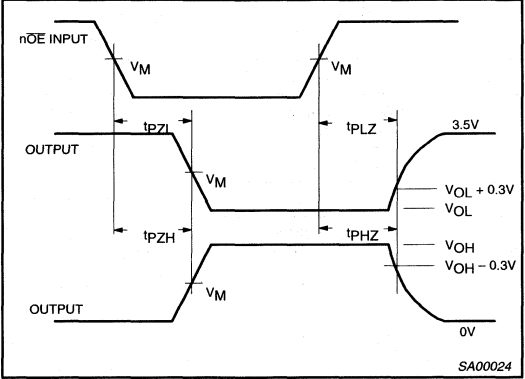 nOE INPUT
VM
VM
tPZL
tPLZ
3.5V
OUTPUT
VM
VOL + 0.3V
VOL
tPZH
tPHZ
VOH
VOH – 0.3V
VM
OUTPUT
0V
SA00024